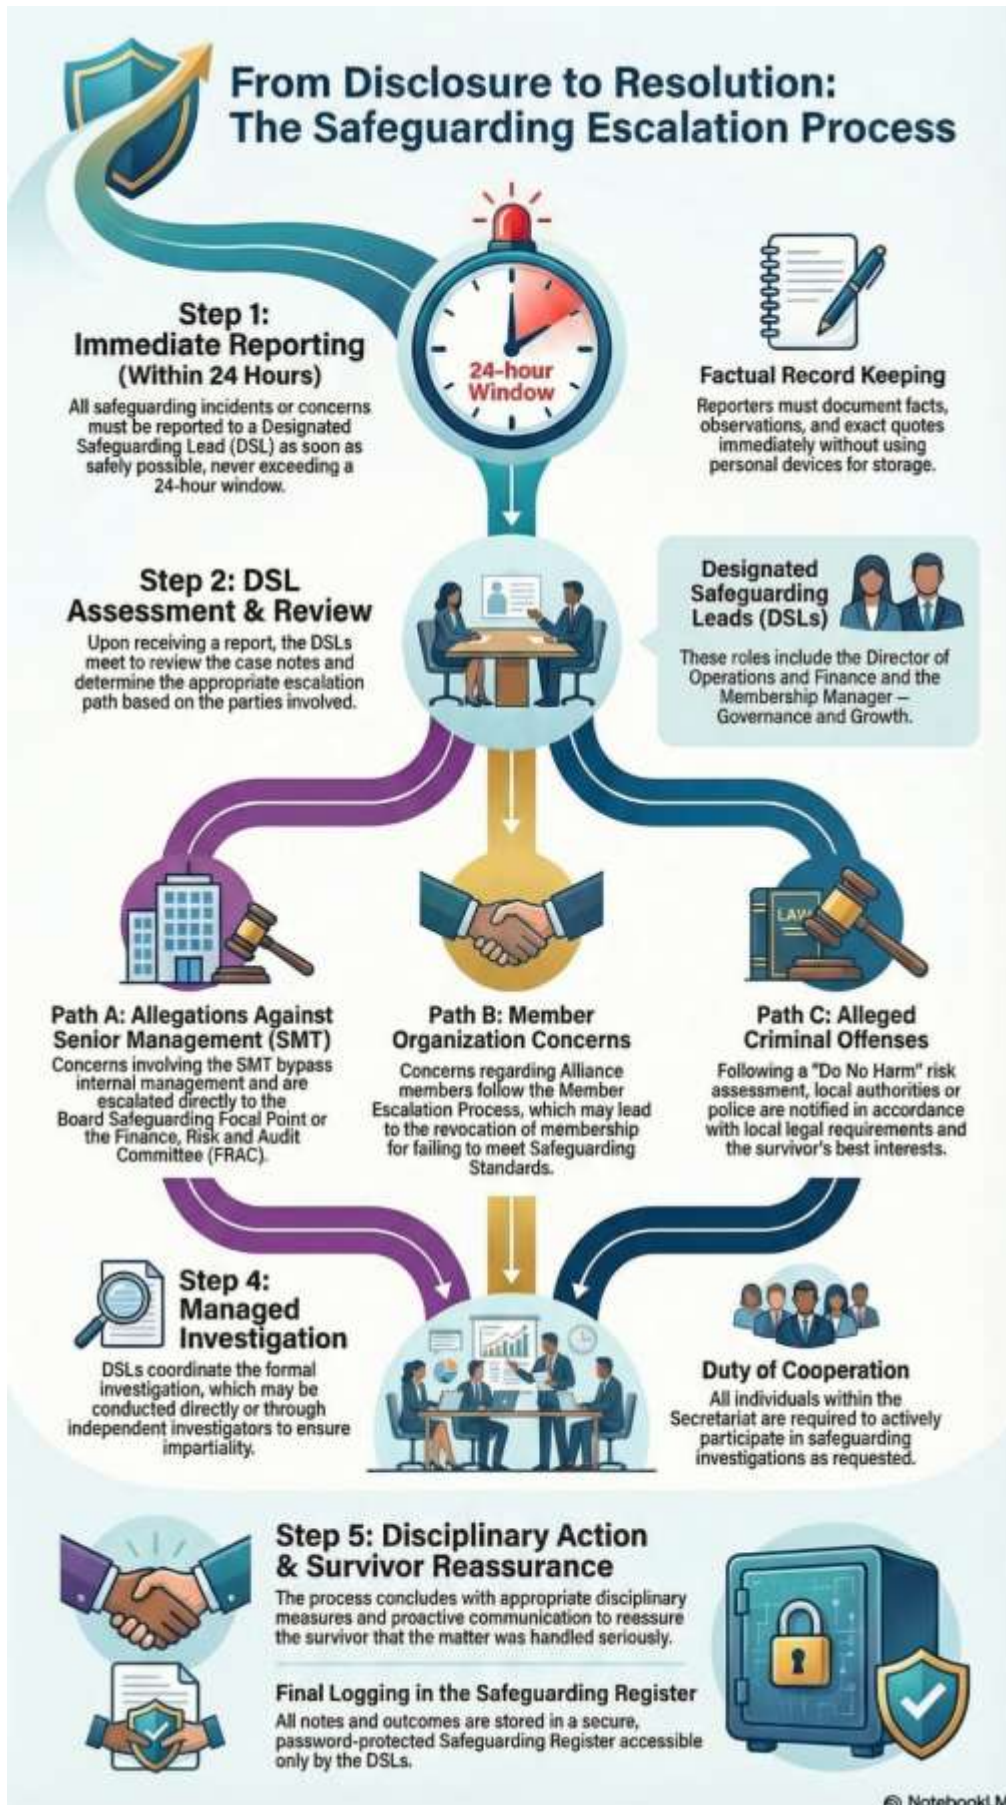 From Disclosure to Resolution:
The Safeguarding Escalation Process
Step 1:
Immediate Reporting
(Within 24 Hours)
All safeguarding incidents or concerns
must be reported to a Designated
Safeguarding Lead (DSL) as soon as
safely possible, never exceeding a
24-hour window.
24-hour
Window
Factual Record Keeping
Reporters must document facts,
observations, and exact quotes
immediately without using
personal devices for storage.
Step 2: DSL
Assessment & Review
Upon receiving a report, the DSLs
meet to review the case notes and
determine the appropriate escalation
path based on the parties involved.
Designated
Safeguarding
Leads (DSLs)
These roles include the Director of
Operations and Finance and the
Membership Manager –
Governance and Growth.
LAW
Path A: Allegations Against
Senior Management (SMT)
Concerns involving the SMT bypass
internal management and are
escalated directly to the
Board Safeguarding Focal Point or
the Finance, Risk and Audit
Committee (FRAC).
Path B: Member
Organization Concerns
Concerns regarding Alliance
members follow the Member
Escalation Process, which may lead
to the revocation of membership
for failing to meet Safeguarding
Standards.
Path C: Alleged
Criminal Offenses
Following a "Do No Harm" risk
assessment, local authorities or
police are notified in accordance
with local legal requirements and
the survivor's best interests.
Step 4:
Managed
Investigation
DSLs coordinate the formal
investigation, which may be
conducted directly or through
independent investigators to ensure
impartiality.
Duty of Cooperation
All individuals within the
Secretariat are required to actively
participate in safeguarding
investigations as requested.
Step 5: Disciplinary Action
& Survivor Reassurance
The process concludes with appropriate disciplinary
measures and proactive communication to reessure
the survivor that the matter was handled seriously.
Final Logging in the Safeguarding Register
All notes and outcomes are stored in a secure,
password-protected Safeguarding Register accessible
only by the DSLs.
NotebookLM